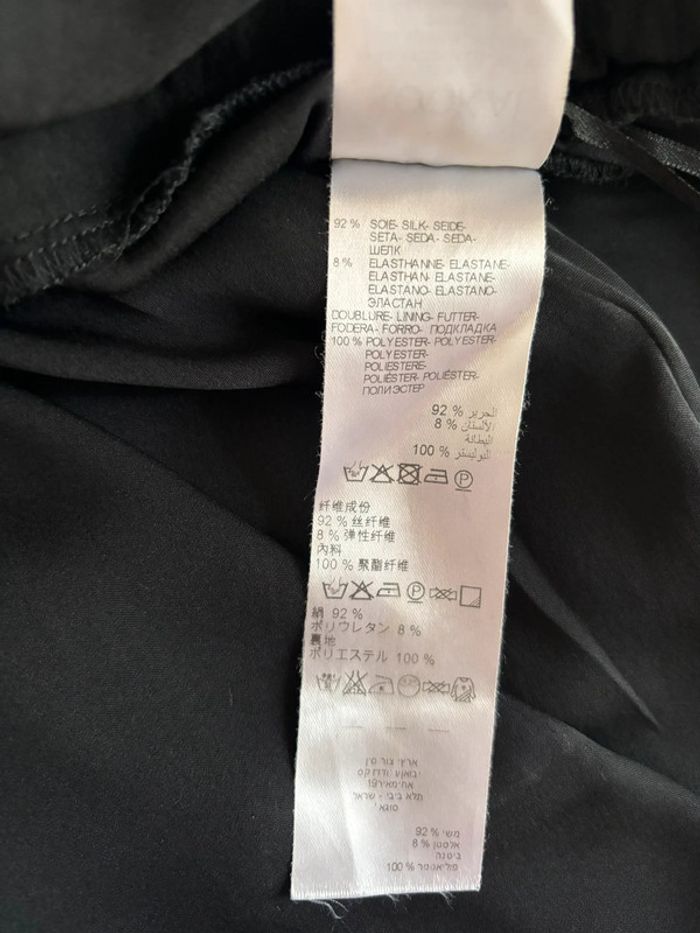 92 % SOIE- SILK- SEIDE-
SETA- SEDA- SEDA-
ШЕЛК
8 % ELASTHANNE- ELASTANE-
ELASTHAN- ELASTANE-
ELASTANO- ELASTANO-
ЭЛАСТАН
DOUBLURE- LINING- FUTTER-
FODERA- FORRO- ПОДКЛАДКА
100 % POLYESTER- POLYESTER-
POLYESTER-
POLIESTERE-
POLIÉSTER- POLIÉSTER-
ПОЛИЭСТЕР
الحرير % 92
الألستان % 8
البطانة
البوليستر % 100
P
纤维成份
92 % 丝纤维
8 % 弹性纤维
内料
100 % 聚酯纤维
P
絹 92 %
ポリウレタン 8 %
裏地
ポリエステル 100 %
משי % 92
אלסטן % 8
ביטנה
פוליאסטר % 100